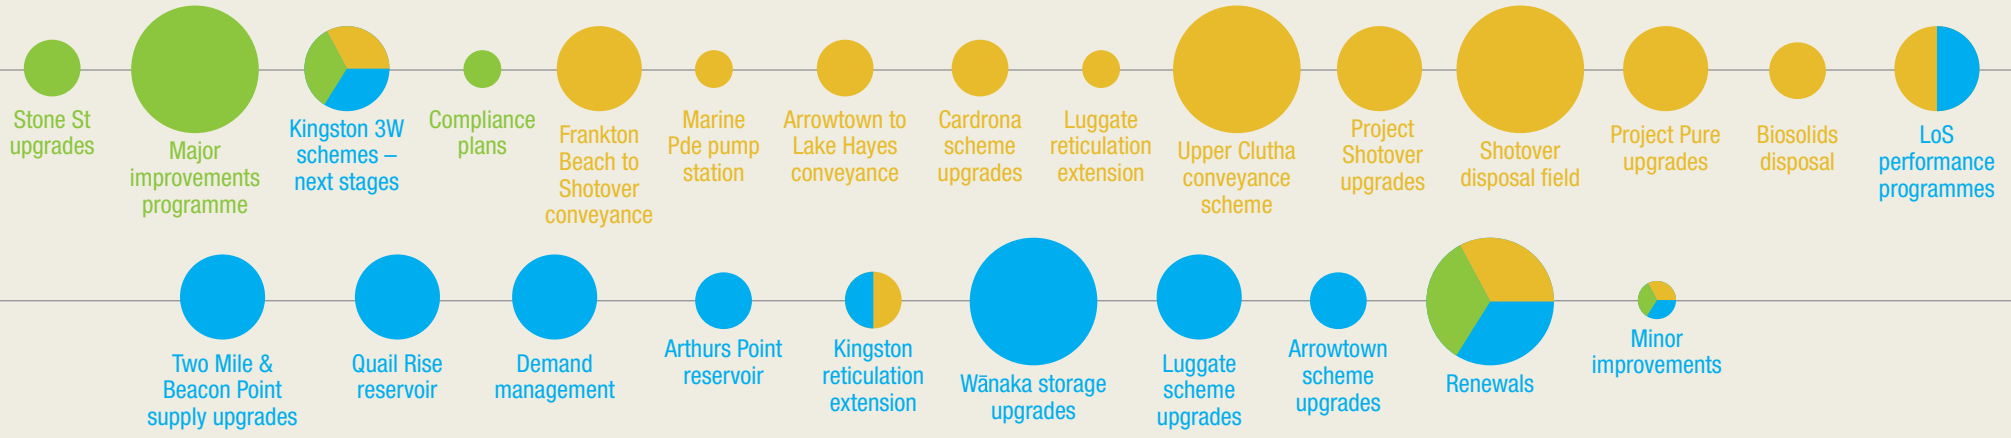 Stone St
upgrades
Major
improvements
programme
Kingston 3W
schemes –
next stages
Compliance
plans
Frankton
Beach to
Shotover
conveyance
Marine
Pde pump
station
Arrowtown to
Lake Hayes
conveyance
Cardrona
scheme
upgrades
Luggate
reticulation
extension
Upper Clutha
conveyance
scheme
Project
Shotover
upgrades
Shotover
disposal field
Project Pure
upgrades
Biosolids
disposal
LoS
performance
programmes
Two Mile &
Beacon Point
supply upgrades
Quail Rise
reservoir
Demand
management
Arthurs Point
reservoir
Kingston
reticulation
extension
Wānaka storage
upgrades
Luggate
scheme
upgrades
Arrowtown
scheme
upgrades
Renewals
Minor
improvements